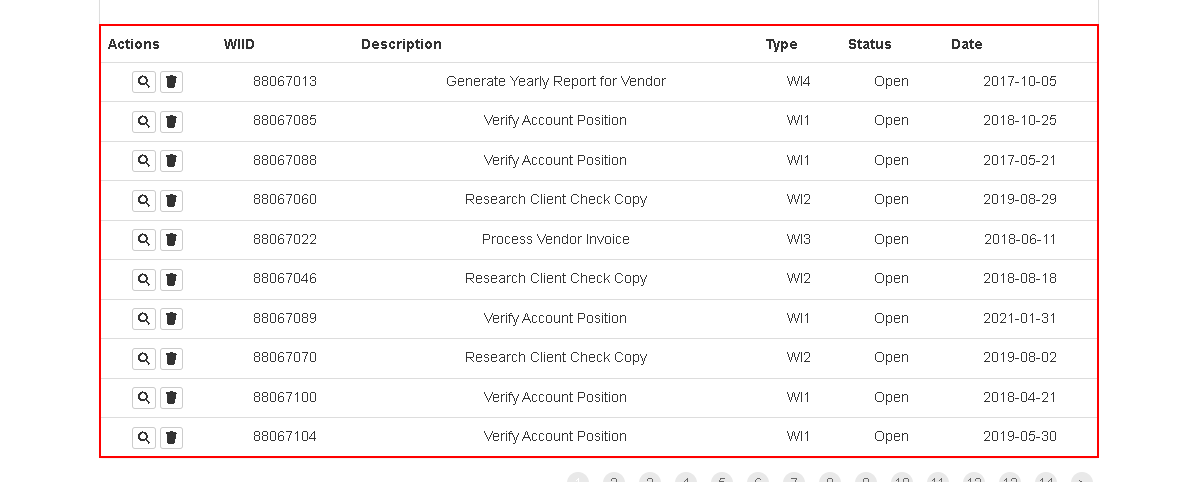 Actions WIID Description Type Status Date
88067013 Generate Yearly Report for Vendor WI4 Open 2017-10-05
88067085 Verify Account Position WI1 Open 2018-10-25
88067088 Verify Account Position WI1 Open 2017-05-21
88067060 Research Client Check Copy WI2 Open 2019-08-29
88067022 Process Vendor Invoice WI3 Open 2018-06-11
88067046 Research Client Check Copy WI2 Open 2018-08-18
88067089 Verify Account Position WI1 Open 2021-01-31
88067070 Research Client Check Copy WI2 Open 2019-08-02
88067100 Verify Account Position WI1 Open 2018-04-21
88067104 Verify Account Position WI1 Open 2019-05-30